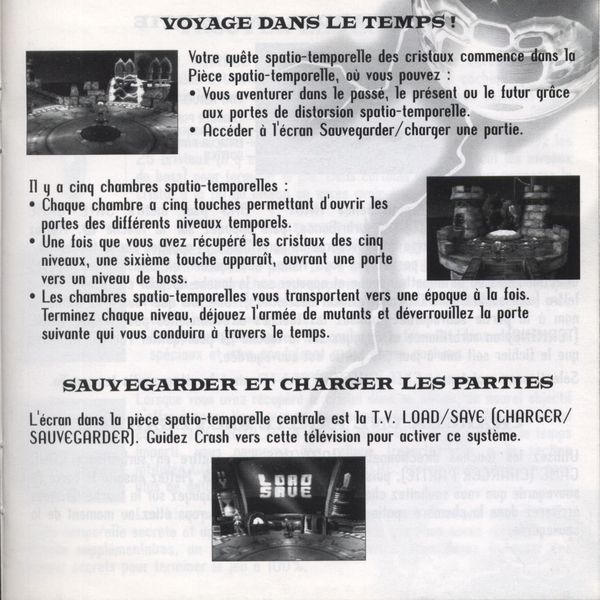 VOYAGE DANS LE TEMPS !
Votre quête spatio-temporelle des cristaux commence dans la
Pièce spatio-temporelle, où vous pouvez :
• Vous aventurer dans le passé, le présent ou le futur grâce
aux portes de distorsion spatio-temporelle.
• Accéder à l'écran Sauvegarder/charger une partie.
Il y a cinq chambres spatio-temporelles :
• Chaque chambre a cinq touches permettant d'ouvrir les
portes des différents niveaux temporels.
• Une fois que vous avez récupéré les cristaux des cinq
niveaux, une sixième touche apparaît, ouvrant une porte
vers un niveau de boss.
• Les chambres spatio-temporelles vous transportent vers une époque à la fois.
Terminez chaque niveau, déjouez l'armée de mutants et déverrouillez la porte
suivante qui vous conduira à travers le temps.
SAUVEGARDER ET CHARGER LES PARTIES
L'écran dans la pièce spatio-temporelle centrale est la T.V. LOAD/SAVE (CHARGER/
SAUVEGARDER). Guidez Crash vers cette télévision pour activer ce système.
LOAD
SAVE